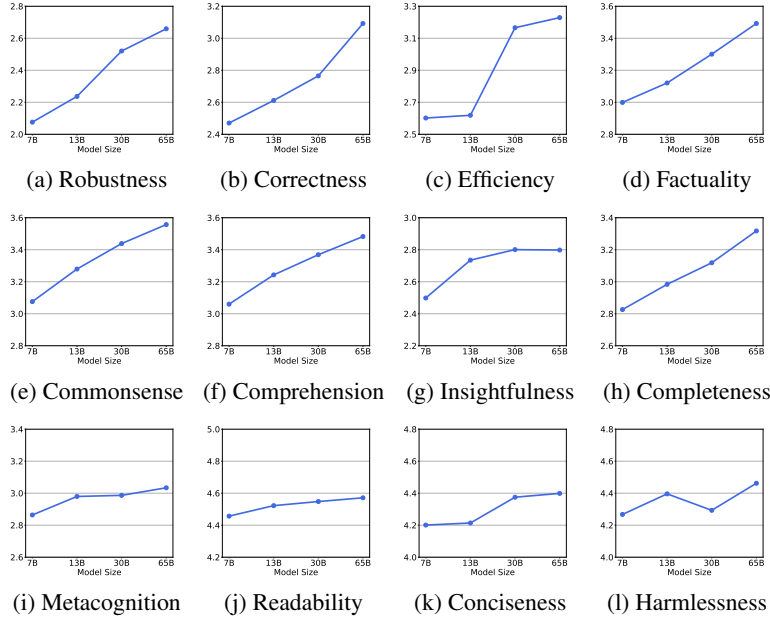 2.8 3.2 3.3 3.6
2.6 3.0 3.1 3.4
2.4 2.8 2.9 3.2
2.2 2.6 2.7 3.0
2.0 2.4 2.5 2.8
7B 13B 30B 65B 7B 13B 30B 65B 7B 13B 30B 65B 7B 13B 30B 65B
Model Size Model Size Model Size Model Size
(a) Robustness (b) Correctness (c) Efficiency (d) Factuality
3.6 3.6 3.0 3.4
3.4 3.4 2.8 3.2
3.2 3.2 2.6 3.0
3.0 3.0 2.4 2.8
2.8 2.8 2.2 2.6
7B 13B 30B 65B 7B 13B 30B 65B 7B 13B 30B 65B 7B 13B 30B 65B
Model Size Model Size Model Size Model Size
(e) Commonsense (f) Comprehension (g) Insightfulness (h) Completeness
3.4 5.0 4.8 4.8
3.2 4.8 4.6 4.6
3.0 4.6 4.4 4.4
2.8 4.4 4.2 4.2
2.6 4.2 4.0 4.0
7B 13B 30B 65B 7B 13B 30B 65B 7B 13B 30B 65B 7B 13B 30B 65B
Model Size Model Size Model Size Model Size
(i) Metacognition (j) Readability (k) Conciseness (l) Harmlessness